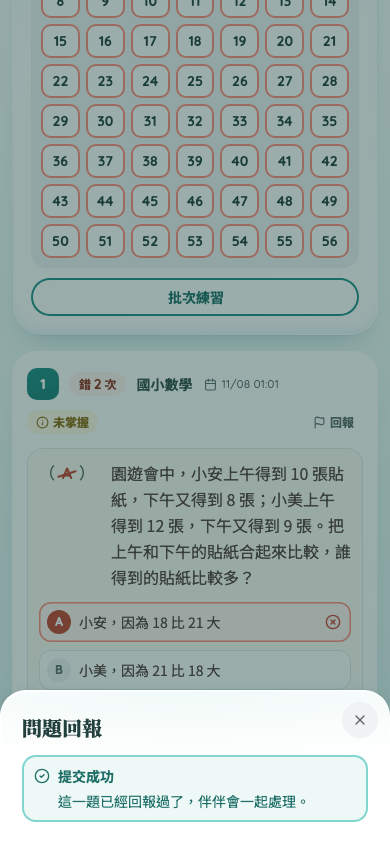 8 9 10 11 12 13 14
15 16 17 18 19 20 21
22 23 24 25 26 27 28
29 30 31 32 33 34 35
36 37 38 39 40 41 42
43 44 45 46 47 48 49
50 51 52 53 54 55 56
批次練習
1 錯 2 次 國小數學 11/08 01:01
未掌握 回報
（A） 園遊會中，小安上午得到 10 張貼
紙，下午又得到 8 張；小美上午
得到 12 張，下午又得到 9 張。把
上午和下午的貼紙合起來比較，誰
得到的貼紙比較多？
A 小安，因為 18 比 21 大
B 小美，因為 21 比 18 大
問題回報
提交成功
這一題已經回報過了，伴伴會一起處理。